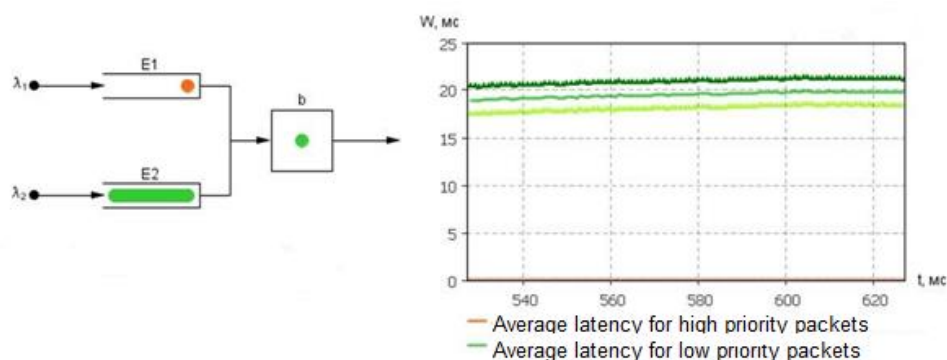 λ₁
E1
b
λ₂
E2
W, мс
25
20
15
10
5
0
540 560 580 600 620
t, мс
Average latency for high priority packets
Average latency for low priority packets